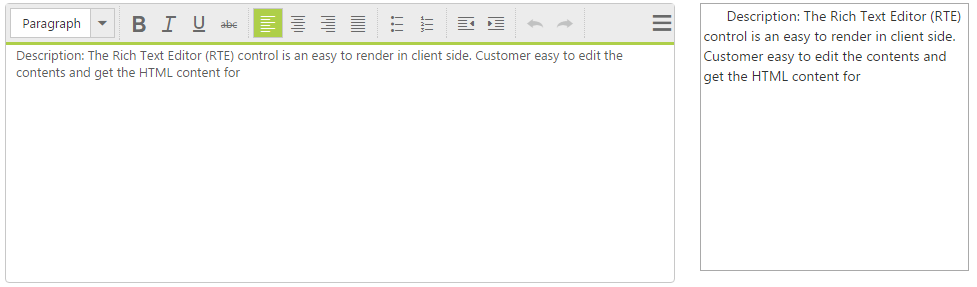 Paragraph B I U abc
Description: The Rich Text Editor (RTE) control is an easy to render in client side. Customer easy to edit the
contents and get the HTML content for
Description: The Rich Text Editor (RTE)
control is an easy to render in client side.
Customer easy to edit the contents and
get the HTML content for